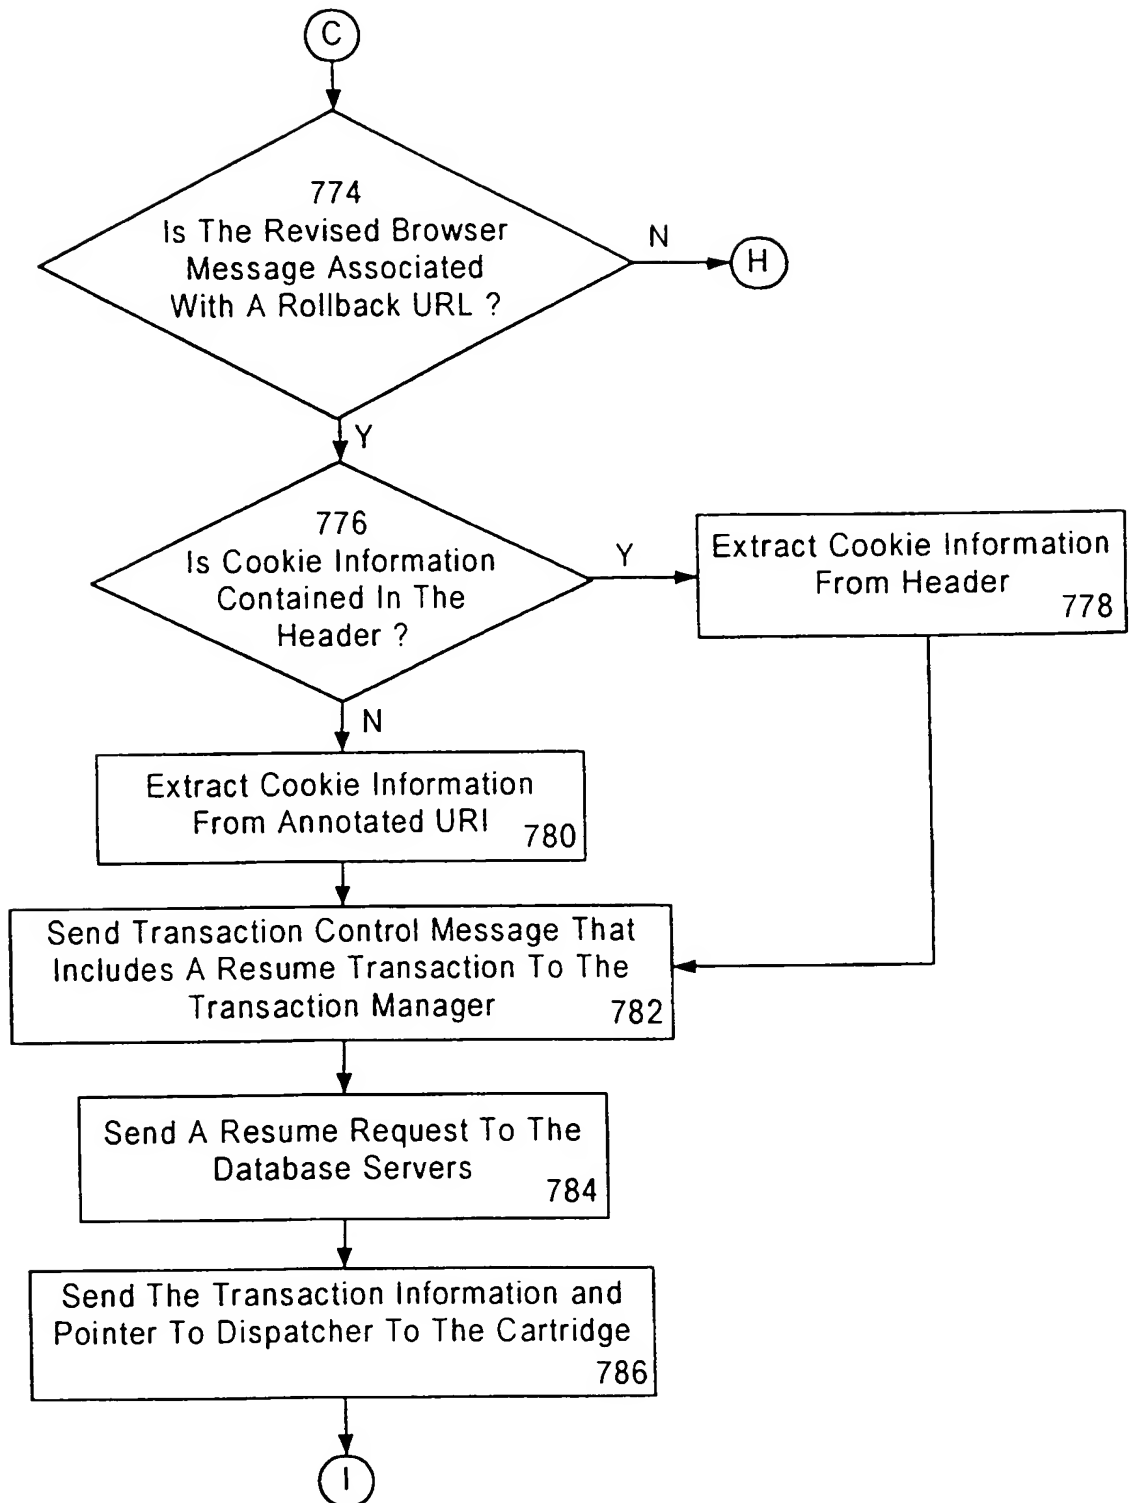 C
774
Is The Revised Browser
Message Associated
With A Rollback URL ?
N
H
Y
776
Is Cookie Information
Contained In The
Header ?
Y
Extract Cookie Information
From Header
778
N
Extract Cookie Information
From Annotated URI
780
Send Transaction Control Message That
Includes A Resume Transaction To The
Transaction Manager
782
Send A Resume Request To The
Database Servers
784
Send The Transaction Information and
Pointer To Dispatcher To The Cartridge
786
I